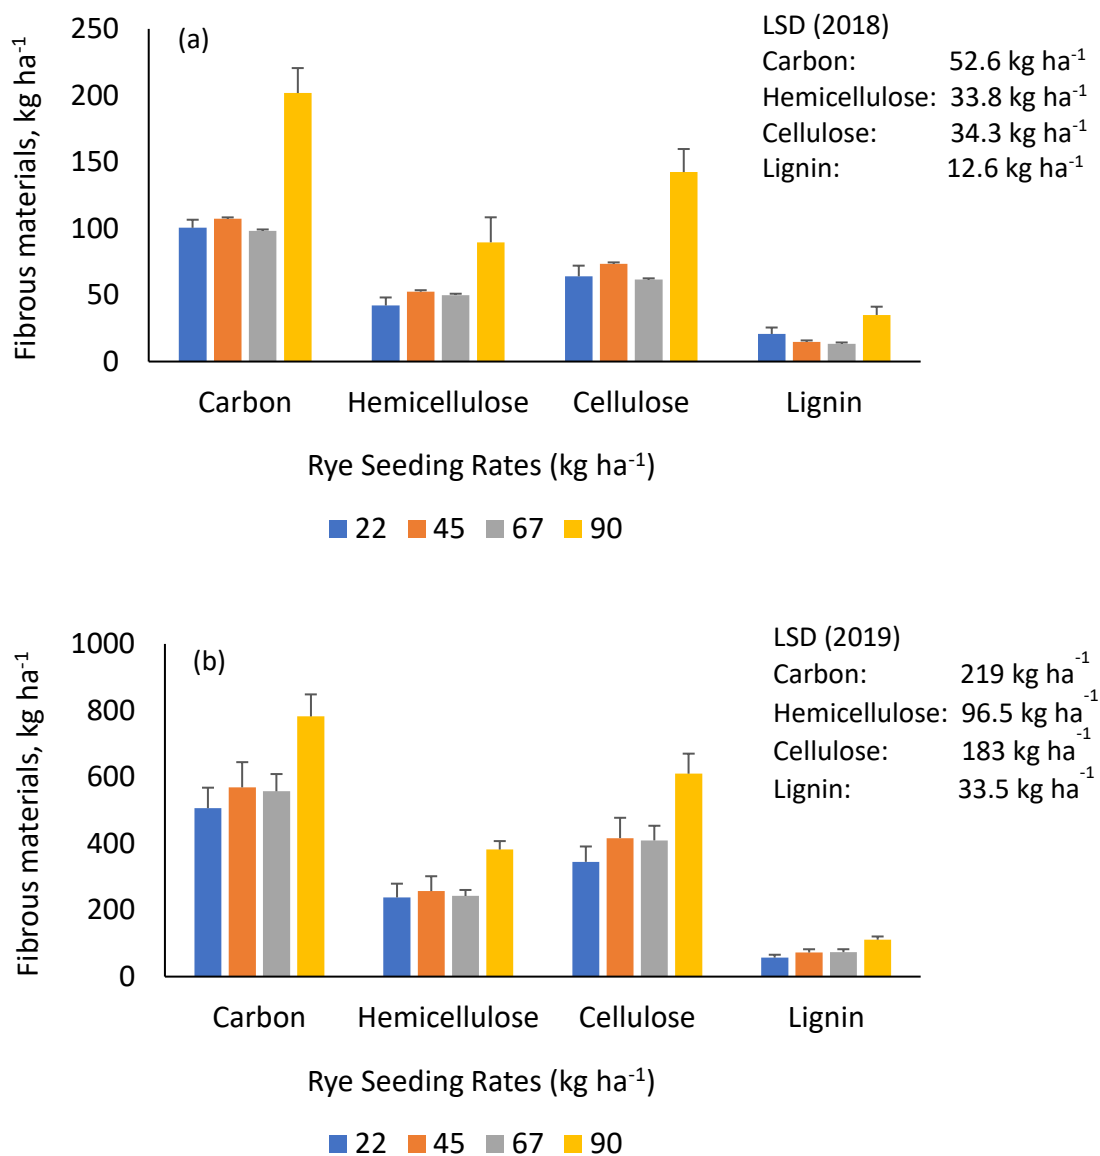 Fibrous materials, kg ha⁻¹
250
200
150
100
50
0
(a)
LSD (2018)
Carbon: 52.6 kg ha⁻¹
Hemicellulose: 33.8 kg ha⁻¹
Cellulose: 34.3 kg ha⁻¹
Lignin: 12.6 kg ha⁻¹
Carbon Hemicellulose Cellulose Lignin
Rye Seeding Rates (kg ha⁻¹)
22 45 67 90
Fibrous materials, kg ha⁻¹
1000
800
600
400
200
0
(b)
LSD (2019)
Carbon: 219 kg ha⁻¹
Hemicellulose: 96.5 kg ha⁻¹
Cellulose: 183 kg ha⁻¹
Lignin: 33.5 kg ha⁻¹
Carbon Hemicellulose Cellulose Lignin
Rye Seeding Rates (kg ha⁻¹)
22 45 67 90